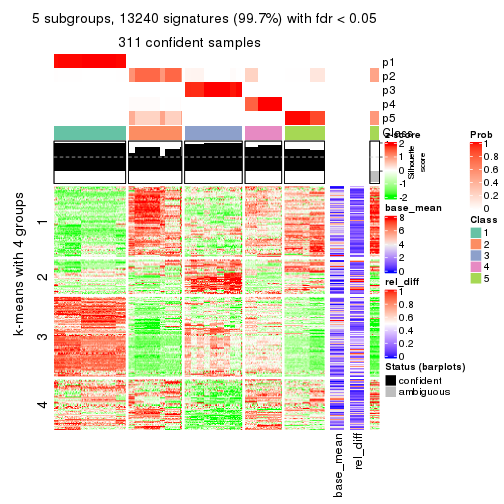 5 subgroups, 13240 signatures (99.7%) with fdr < 0.05
311 confident samples
p1
p2
p3
p4
p5
Class
Silhouette
score
k-means with 4 groups
1
2
3
4
base_mean
rel_diff
z-score
2
1
0
-1
-2
base_mean
8
6
4
2
0
rel_diff
1
0.8
0.6
0.4
0.2
0
Status (barplots)
confident
ambiguous
Prob
1
0.8
0.6
0.4
0.2
0
Class
1
2
3
4
5